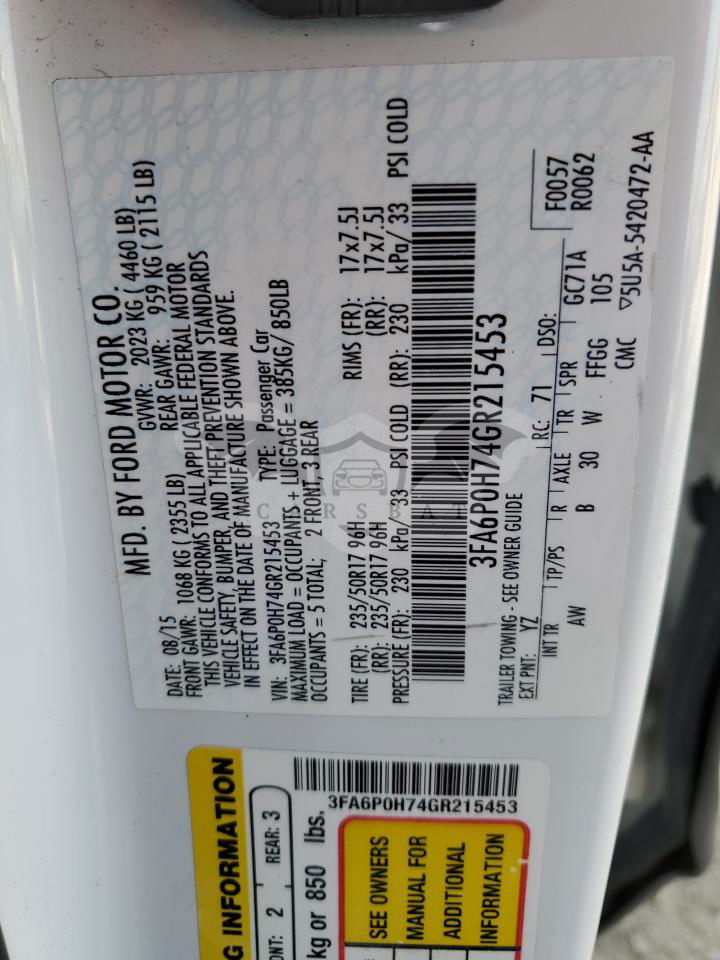 MFD. BY FORD MOTOR CO.
DATE: 08/15 GVWR: 2023 KG ( 4460 LB)
FRONT GAWR: 1068 KG ( 2355 LB) REAR GAWR: 959 KG ( 2115 LB)
THIS VEHICLE CONFORMS TO ALL APPLICABLE FEDERAL MOTOR
VEHICLE SAFETY, BUMPER, AND THEFT PREVENTION STANDARDS
IN EFFECT ON THE DATE OF MANUFACTURE SHOWN ABOVE.
VIN: 3FA6P0H74GR215453 TYPE: Passenger Car
MAXIMUM LOAD = OCCUPANTS + LUGGAGE = 385KG/ 850LB
OCCUPANTS = 5 TOTAL; 2 FRONT, 3 REAR
TIRE (FR): 235/50R17 96H RIMS (FR): 17x7.5J
(RR): 235/50R17 96H (RR): 17x7.5J
PRESSURE (FR): 230 kPa/ 33 PSI COLD (RR): 230 kPa/ 33 PSI COLD
3FA6P0H74GR215453
TRAILER TOWING - SEE OWNER GUIDE F0057
EXT PNT: YZ RC: 71 DSO: R0062
INT TR TP/PS R AXLE TR SPR GC71A
AW B 30 W FFGG 105
CMC ▽5U5A-5420472-AA
CARSBAT
G INFORMATION
ONT: 2 REAR: 3
kg or 850 lbs.
3FA6P0H74GR215453
SEE OWNERS
MANUAL FOR
ADDITIONAL
INFORMATION